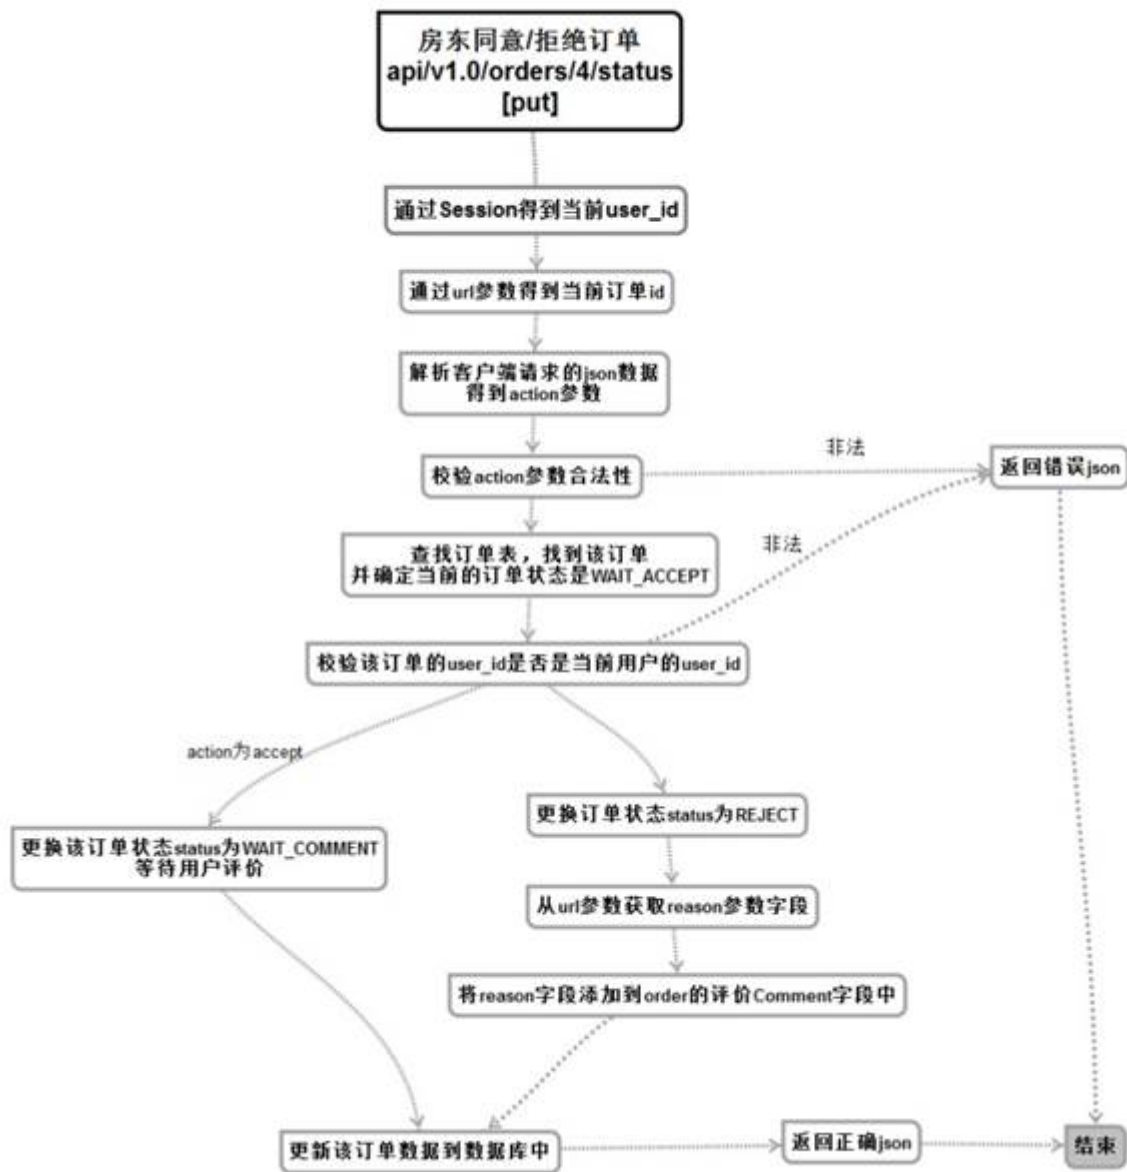 房东同意/拒绝订单
api/v1.0/orders/4/status
[put]
通过Session得到当前user_id
通过url参数得到当前订单id
解析客户端请求的json数据
得到action参数
非法
校验action参数合法性
返回错误json
查找订单表，找到该订单
并确定当前的订单状态是WAIT_ACCEPT
非法
校验该订单的user_id是否是当前用户的user_id
action为accept
更换订单状态status为REJECT
更换该订单状态status为WAIT_COMMENT
等待用户评价
从url参数获取reason参数字段
将reason字段添加到order的评价Comment字段中
更新该订单数据到数据库中
返回正确json
结束